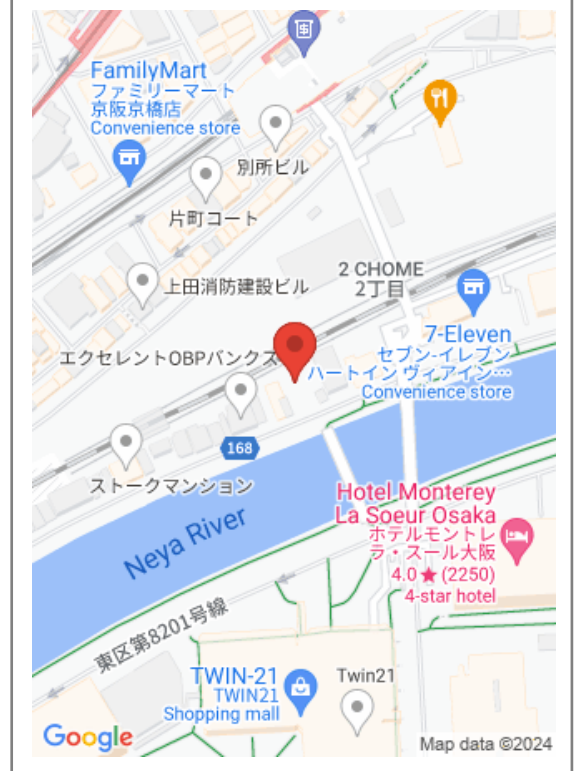 FamilyMart
ファミリーマート
京阪京橋店
Convenience store
別所ビル
片町コート
2 CHOME
2丁目
上田消防建設ビル
7-Eleven
セブン-イレブン
ハートイン ヴィアイン…
Convenience store
エクセレントOBPバンクス
168
ストークマンション
Neya River
Hotel Monterey
La Soeur Osaka
ホテルモントレ
ラ・スール大阪
4.0★(2250)
4-star hotel
東区第8201号線
TWIN-21
TWIN21
Shopping mall
Twin21
Google
Map data ©2024